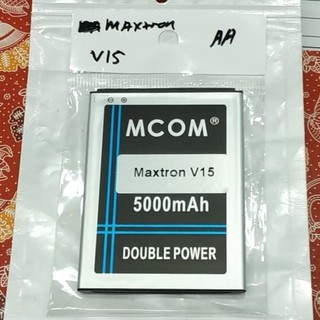 Maxtron
V15
AA
MCOM®
Maxtron V15
5000mAh
DOUBLE POWER